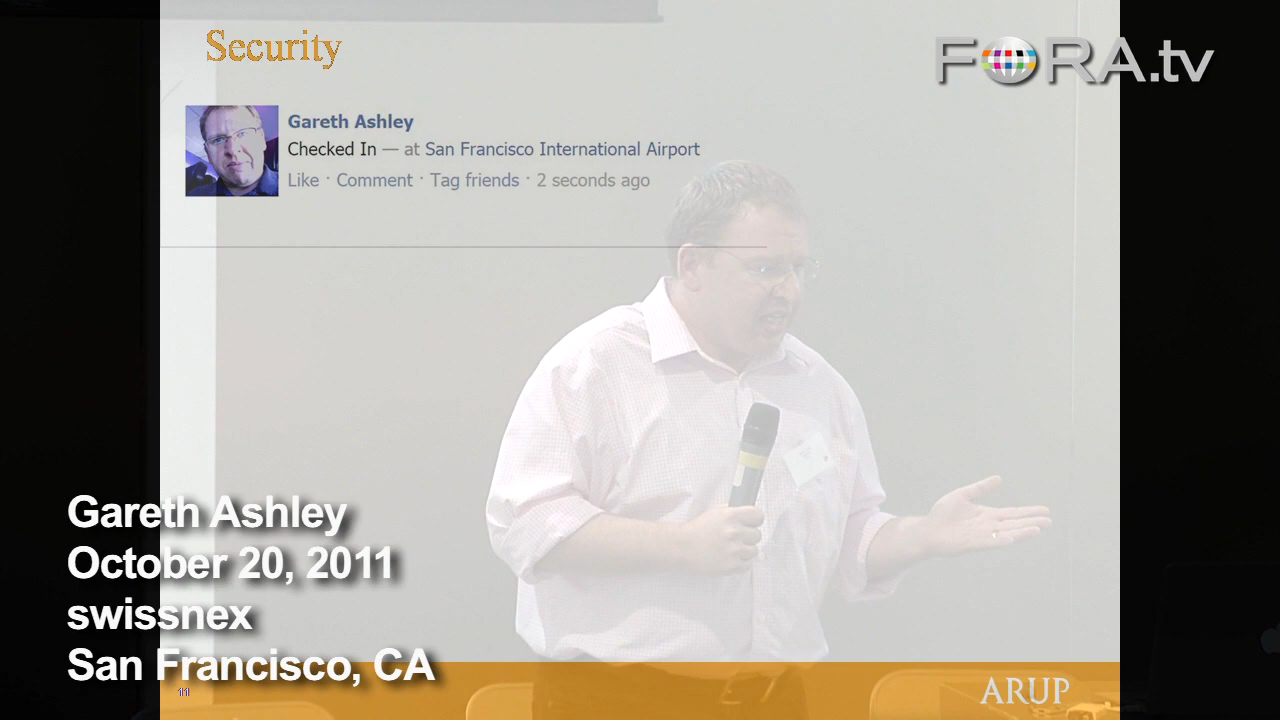 Security
FORA.tv
Gareth Ashley
Checked In — at San Francisco International Airport
Like · Comment · Tag friends · 2 seconds ago
Gareth Ashley
October 20, 2011
swissnex
San Francisco, CA
11
ARUP